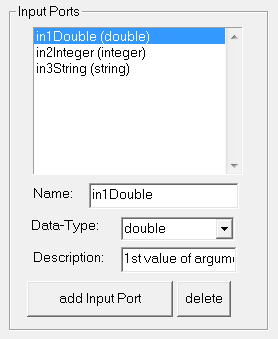 Input Ports
in1Double (double)
in2Integer (integer)
in3String (string)
Name: in1Double
Data-Type: double
Description: 1st value of argume
add Input Port delete